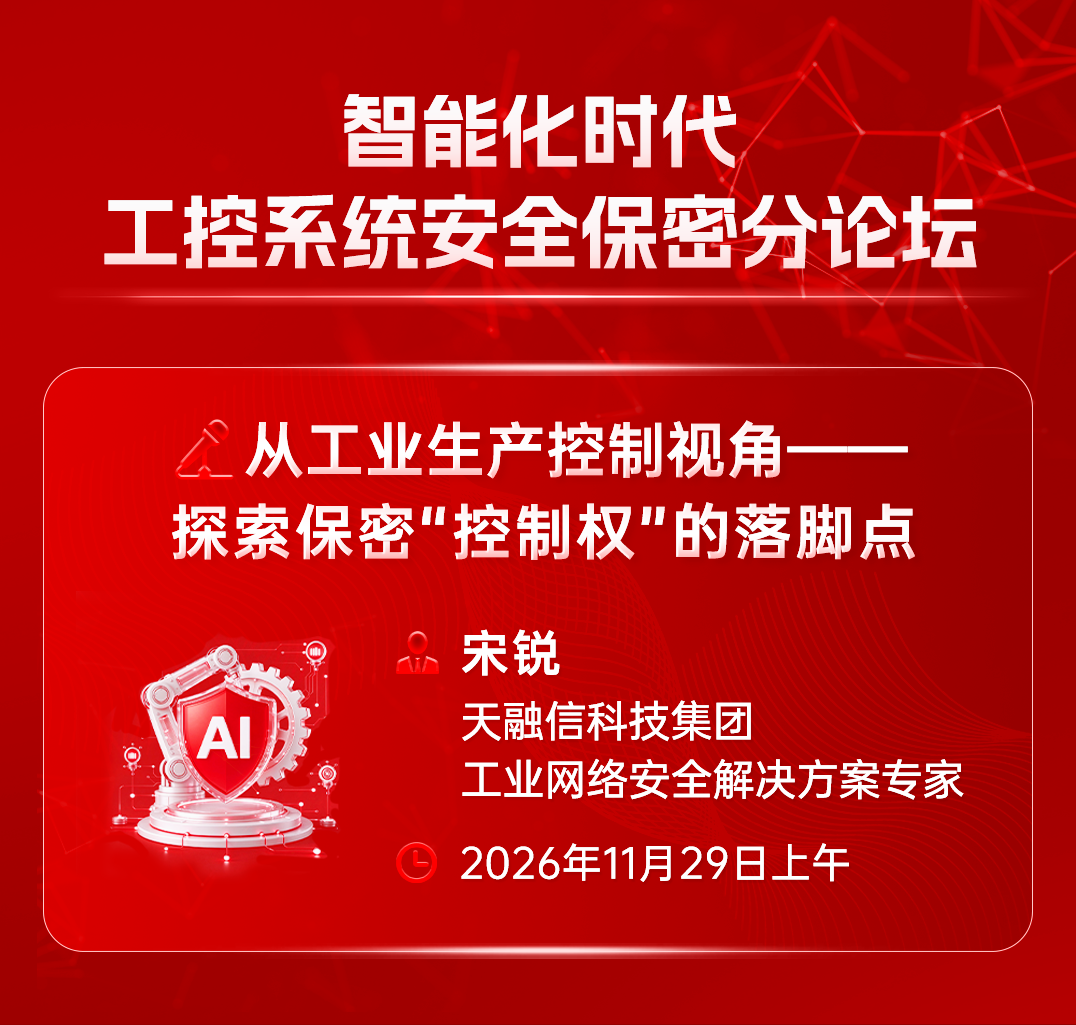 智能化时代
工控系统安全保密分论坛
从工业生产控制视角——
探索保密“控制权”的落脚点
宋锐
天融信科技集团
工业网络安全解决方案专家
2026年11月29日上午
AI